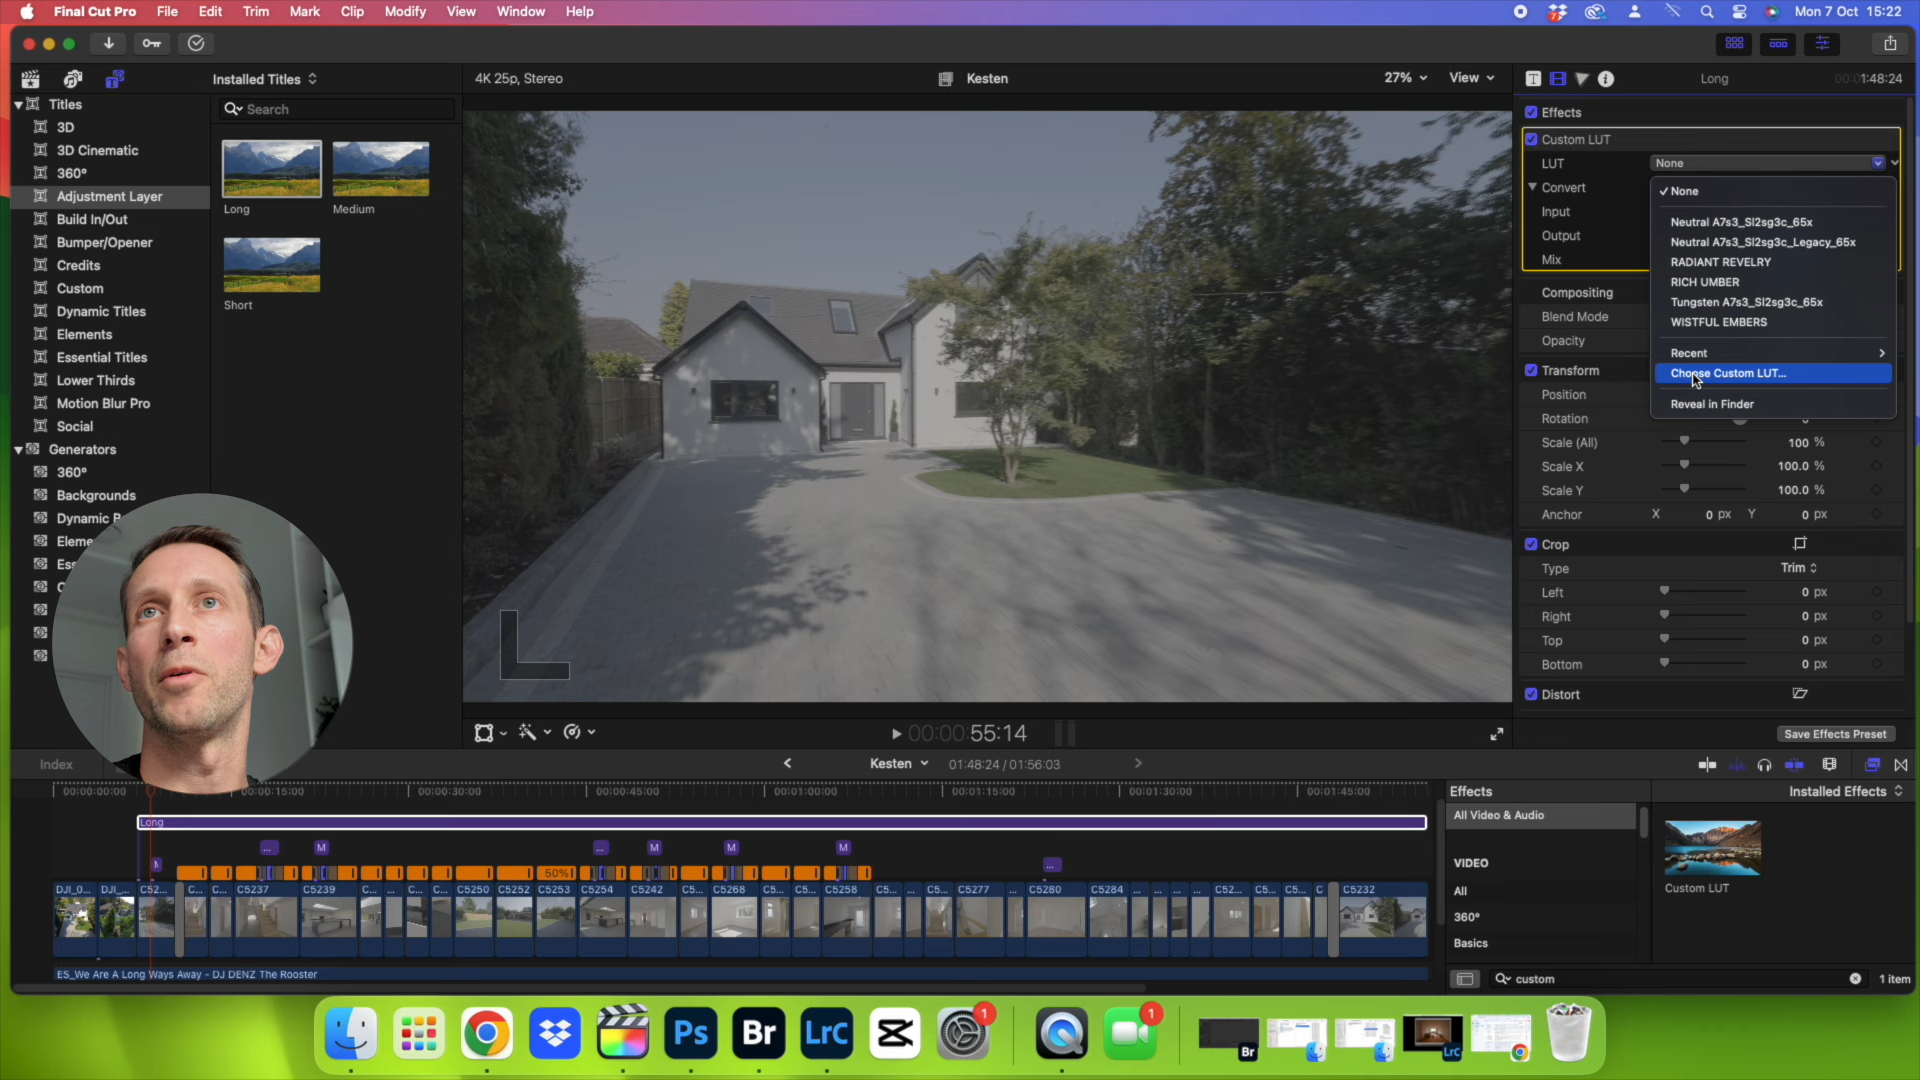 Final Cut Pro File Edit Trim Mark Clip Modify View Window Help
Mon 7 Oct 15:22
Installed Titles
4K 25p, Stereo
Kesten
27% View
Long
00:00:01:48:24
Titles
3D
3D Cinematic
360°
Adjustment Layer
Build In/Out
Bumper/Opener
Credits
Custom
Dynamic Titles
Elements
Essential Titles
Lower Thirds
Motion Blur Pro
Social
Generators
360°
Backgrounds
Dynamic B
Eleme
Ess
Search
Long
Medium
Short
Effects
Custom LUT
LUT None
Convert
Input
Output
Mix
✓ None
Neutral A7s3_Sl2sg3c_65x
Neutral A7s3_Sl2sg3c_Legacy_65x
RADIANT REVELRY
RICH UMBER
Tungsten A7s3_Sl2sg3c_65x
WISTFUL EMBERS
Recent
Choose Custom LUT...
Reveal in Finder
Compositing
Blend Mode
Opacity
Transform
Position
Rotation
Scale (All) 100 %
Scale X 100.0 %
Scale Y 100.0 %
Anchor X 0 px Y 0 px
Crop
Type Trim
Left 0 px
Right 0 px
Top 0 px
Bottom 0 px
Distort
Save Effects Preset
00:00:55:14
Index
Kesten 01:48:24 / 01:56:03
00:00:00:00 00:00:15:00 00:00:30:00 00:00:45:00 00:01:00:00 00:01:15:00 00:01:30:00 00:01:45:00
Long
... M ... M M M
50%
DJI_0... DJI_... C52... C... C... C5237 C5239 C... ... C... C5250 C5252 C5253 C5254 C5242 C... C5268 C... C... C5258 C5... ... C5277 ... C5280 C5284 ... ... ... ... C52... C5... C5... C C5232
ES_We Are A Long Ways Away - DJ DENZ The Rooster
Effects
Installed Effects
All Video & Audio
VIDEO
All
360°
Basics
Custom LUT
custom
1 item
Ps Br LrC 1 1
Br LrC